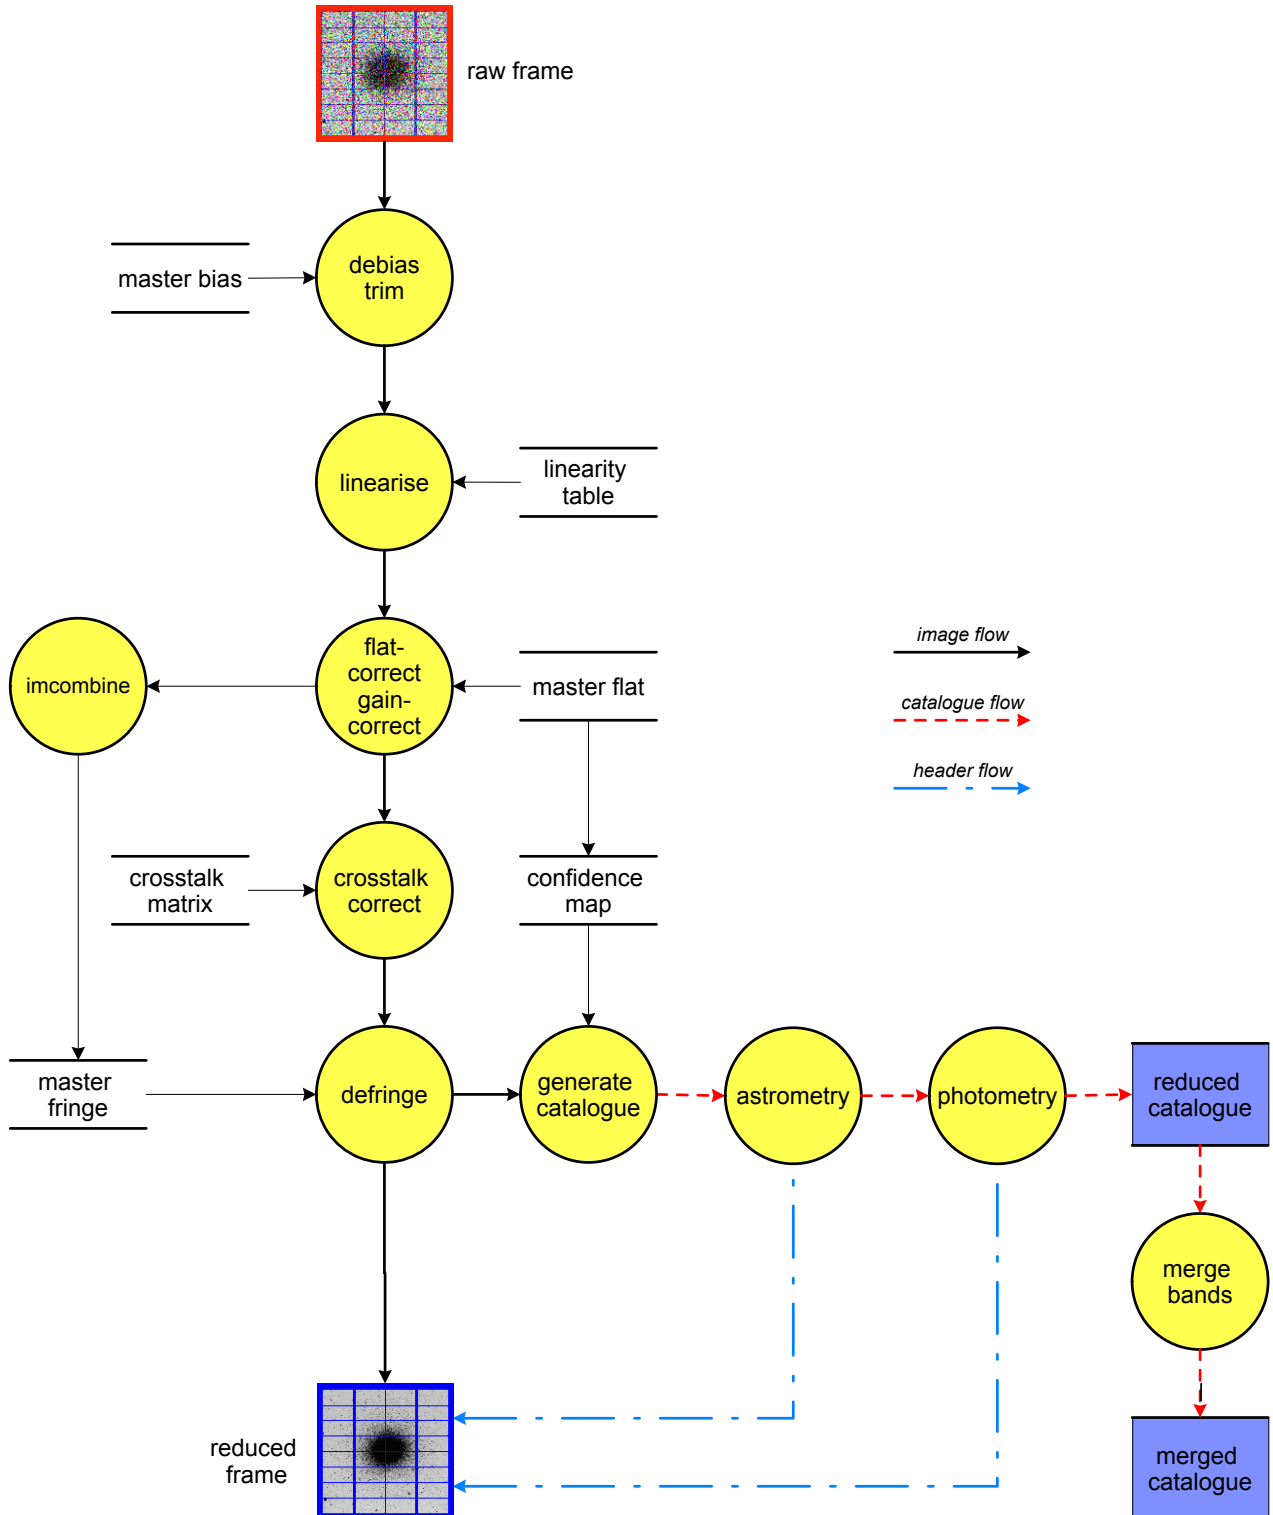 raw frame
debias
trim
master bias
linearise
linearity
table
imcombine
flat-
correct
gain-
correct
master flat
image flow
catalogue flow
header flow
crosstalk
matrix
crosstalk
correct
confidence
map
master
fringe
defringe
generate
catalogue
astrometry
photometry
reduced
catalogue
merge
bands
reduced
frame
merged
catalogue